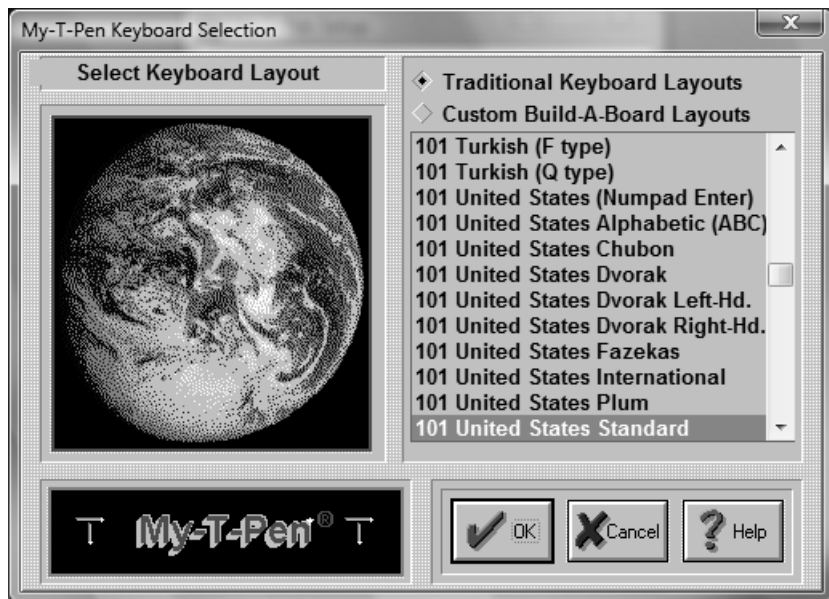 My-T-Pen Keyboard Selection
Select Keyboard Layout
Traditional Keyboard Layouts
Custom Build-A-Board Layouts
101 Turkish (F type)
101 Turkish (Q type)
101 United States (Numpad Enter)
101 United States Alphabetic (ABC)
101 United States Chubon
101 United States Dvorak
101 United States Dvorak Left-Hd.
101 United States Dvorak Right-Hd.
101 United States Fazekas
101 United States International
101 United States Plum
101 United States Standard
My-T-Pen®
OK
Cancel
Help